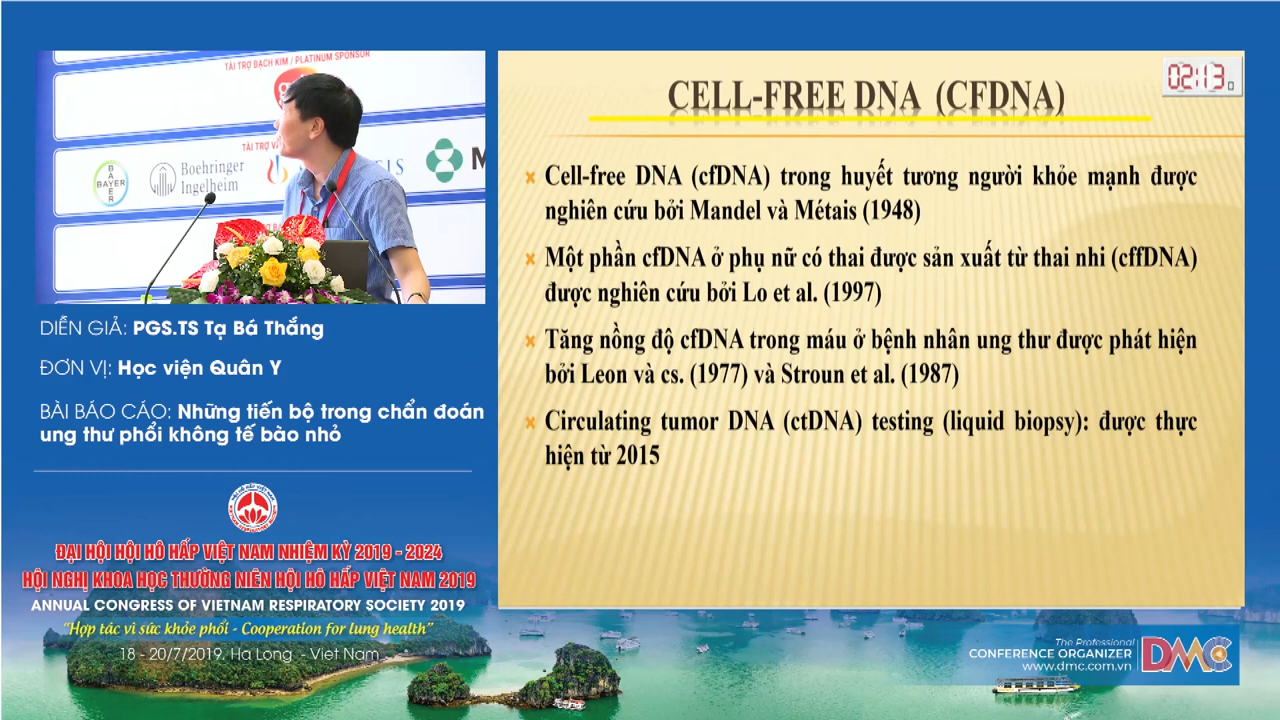 TÀI TRỢ BẠCH KIM / PLATINUM SPONSOR
TÀI TRỢ V
BAYER
BAYER
Boehringer
Ingelheim
IS
M
DIỄN GIẢ: PGS.TS Tạ Bá Thắng
ĐƠN VỊ: Học viện Quân Y
BÀI BÁO CÁO: Những tiến bộ trong chẩn đoán
ung thư phổi không tế bào nhỏ
ĐẠI HỘI HỘI HÔ HẤP VIỆT NAM NHIỆM KỲ 2019 - 2024
HỘI NGHỊ KHOA HỌC THƯỜNG NIÊN HỘI HÔ HẤP VIỆT NAM 2019
ANNUAL CONGRESS OF VIETNAM RESPIRATORY SOCIETY 2019
"Hợp tác vì sức khỏe phổi - Cooperation for lung health"
18 - 20/7/2019. Ha Long - Viet Nam
02:13
CELL-FREE DNA (CFDNA)
Cell-free DNA (cfDNA) trong huyết tương người khỏe mạnh được
nghiên cứu bởi Mandel và Métais (1948)
Một phần cfDNA ở phụ nữ có thai được sản xuất từ thai nhi (cffDNA)
được nghiên cứu bởi Lo et al. (1997)
Tăng nồng độ cfDNA trong máu ở bệnh nhân ung thư được phát hiện
bởi Leon và cs. (1977) và Stroun et al. (1987)
Circulating tumor DNA (ctDNA) testing (liquid biopsy): được thực
hiện từ 2015
The Professional
CONFERENCE ORGANIZER
www.dmc.com.vn
DMC